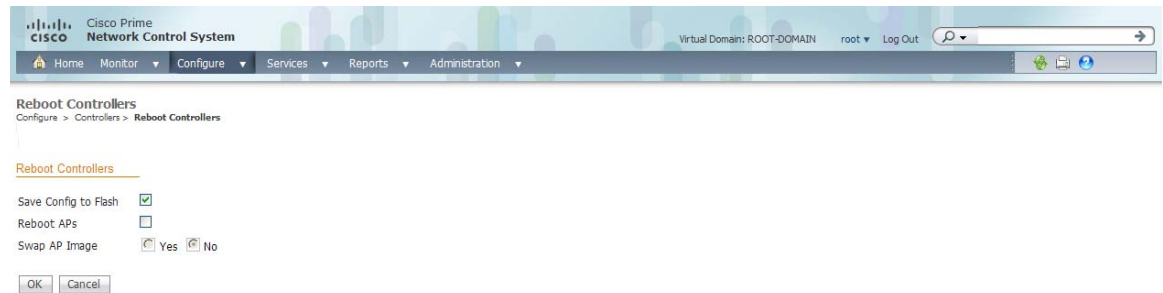 Cisco Prime
CISCO Network Control System
Virtual Domain: ROOT-DOMAIN root Log Out
Home Monitor Configure Services Reports Administration
Reboot Controllers
Configure > Controllers > Reboot Controllers
Reboot Controllers
Save Config to Flash
Reboot APs
Swap AP Image Yes No
OK Cancel